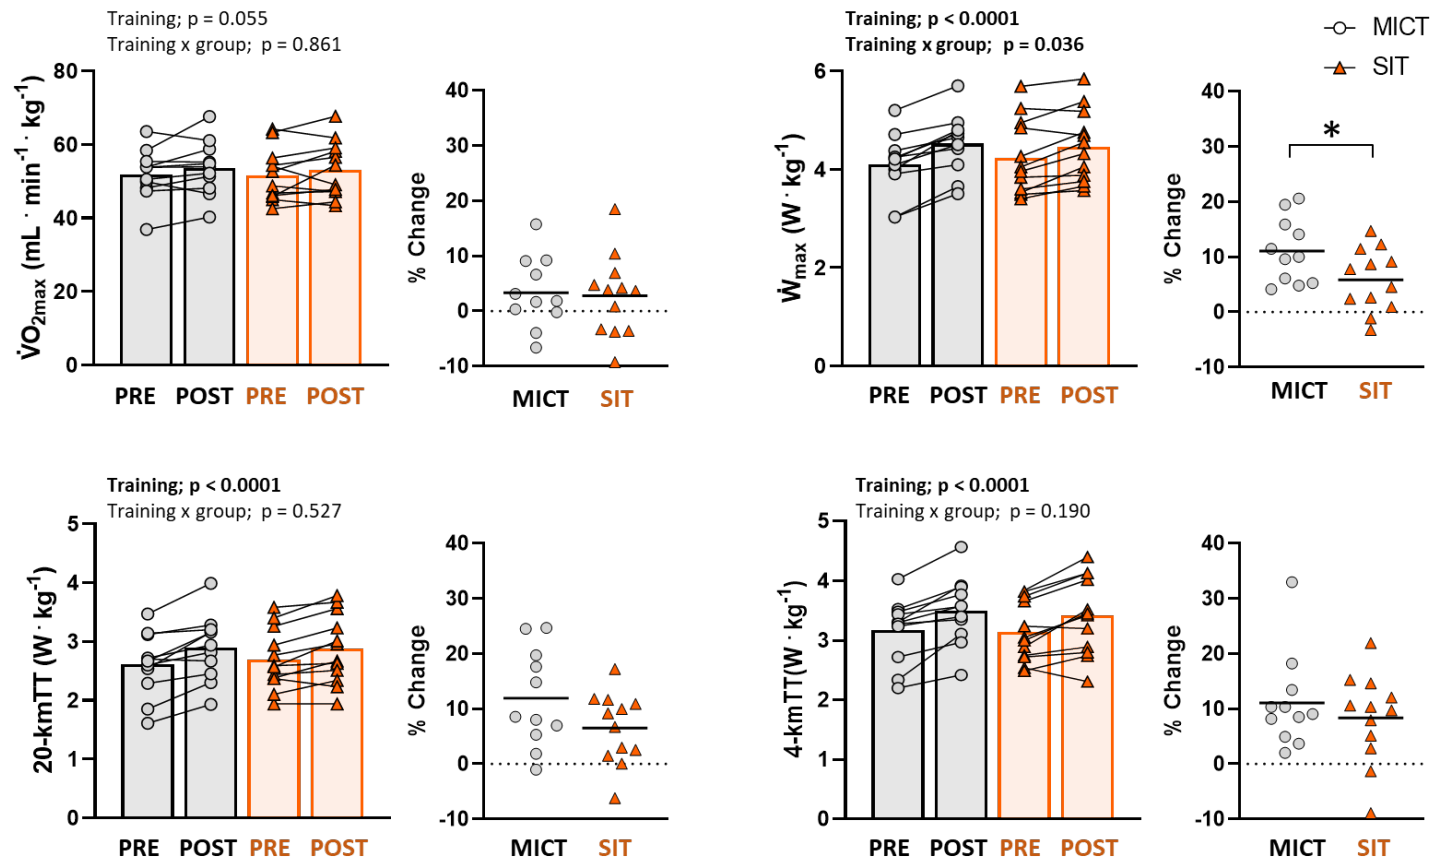 Training; p = 0.055
Training x group; p = 0.861
V̇O2max (mL · min-1 · kg-1)
80
60
40
20
0
PRE POST PRE POST
% Change
40
30
20
10
0
-10
MICT SIT
Training; p < 0.0001
Training x group; p = 0.036
Ẇmax (W · kg-1)
6
4
2
0
PRE POST PRE POST
MICT
SIT
% Change
40
30
20
10
0
-10
*
MICT SIT
Training; p < 0.0001
Training x group; p = 0.527
20-kmTT (W · kg-1)
5
4
3
2
1
0
PRE POST PRE POST
% Change
40
30
20
10
0
-10
MICT SIT
Training; p < 0.0001
Training x group; p = 0.190
4-kmTT(W · kg-1)
5
4
3
2
1
0
PRE POST PRE POST
% Change
40
30
20
10
0
-10
MICT SIT